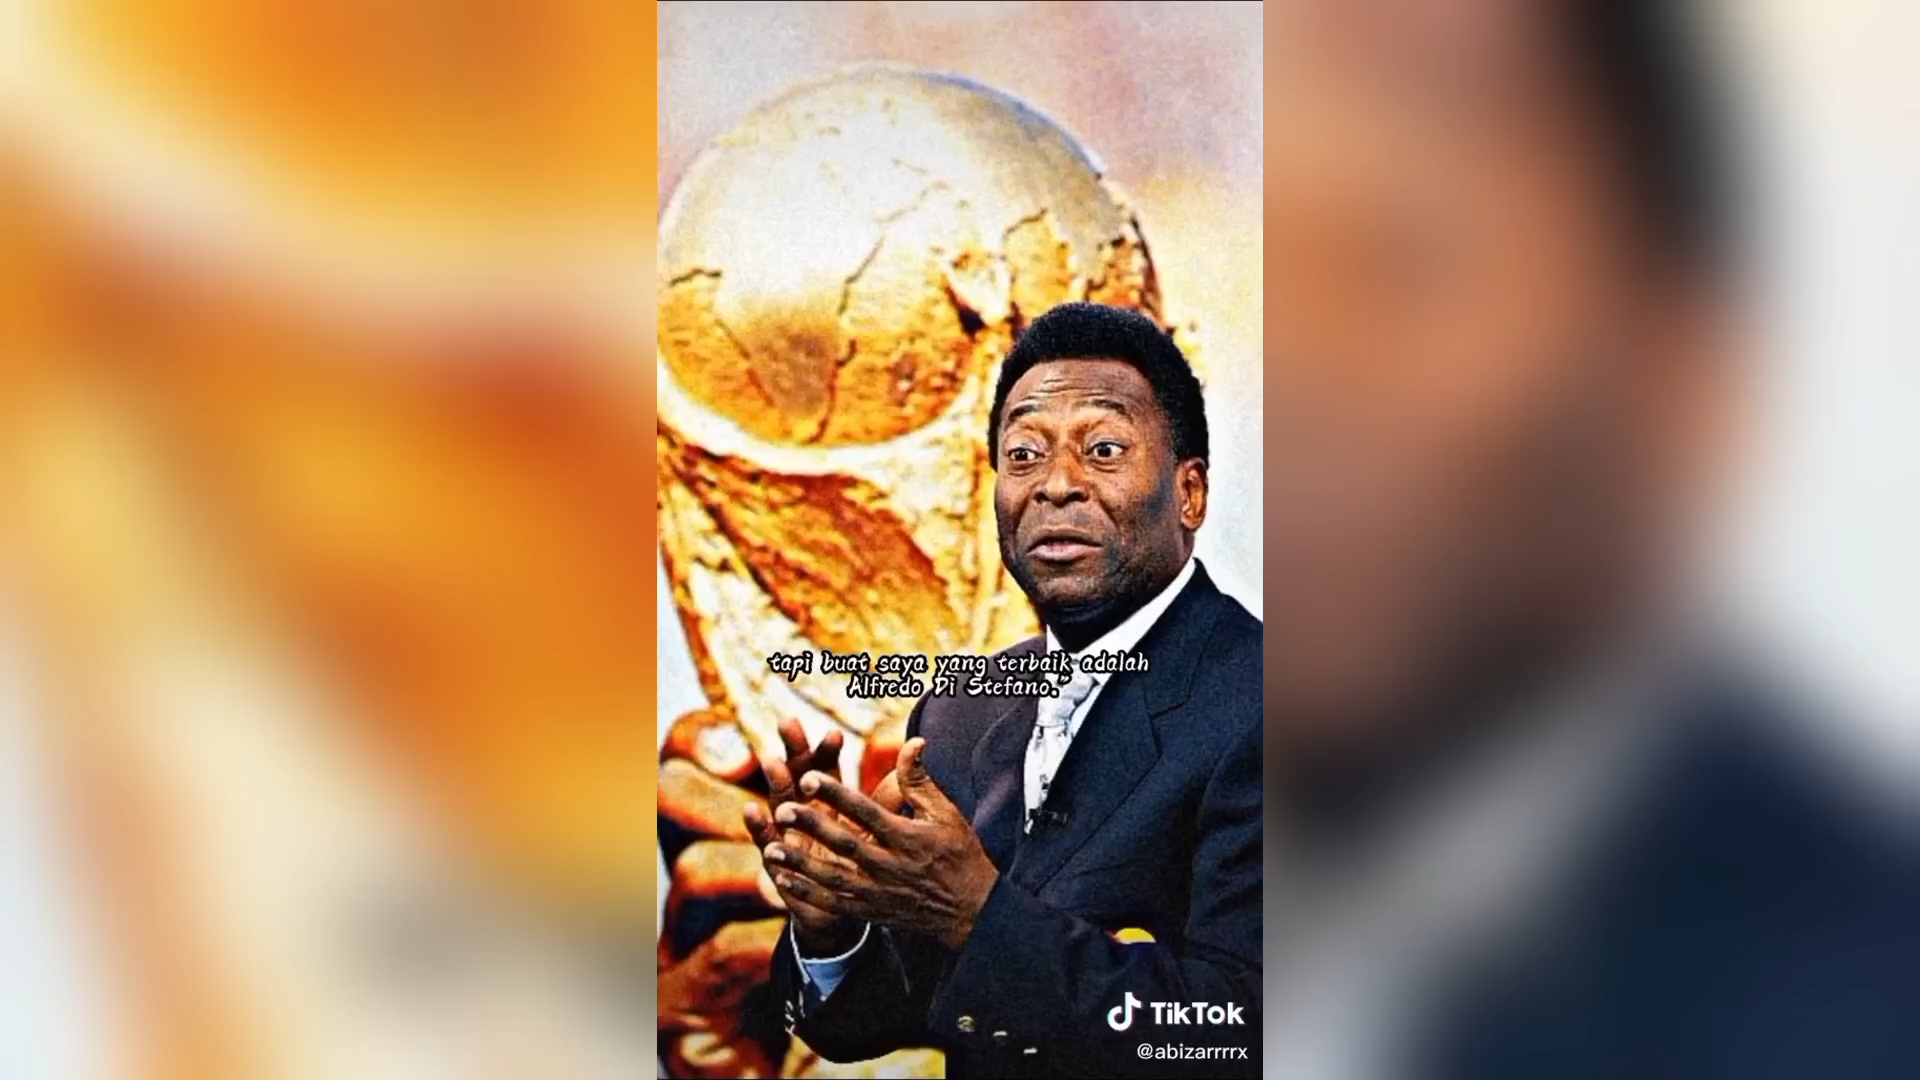 tapi buat saya yang terbaik adalah
Alfredo Di Stefano."
TikTok
@abizarrrrx